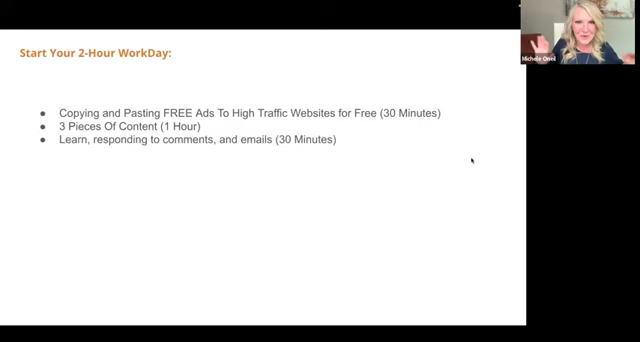 Start Your 2-Hour WorkDay:
● Copying and Pasting FREE Ads To High Traffic Websites for Free (30 Minutes)
● 3 Pieces Of Content (1 Hour)
● Learn, responding to comments, and emails (30 Minutes)
Michele Oneil